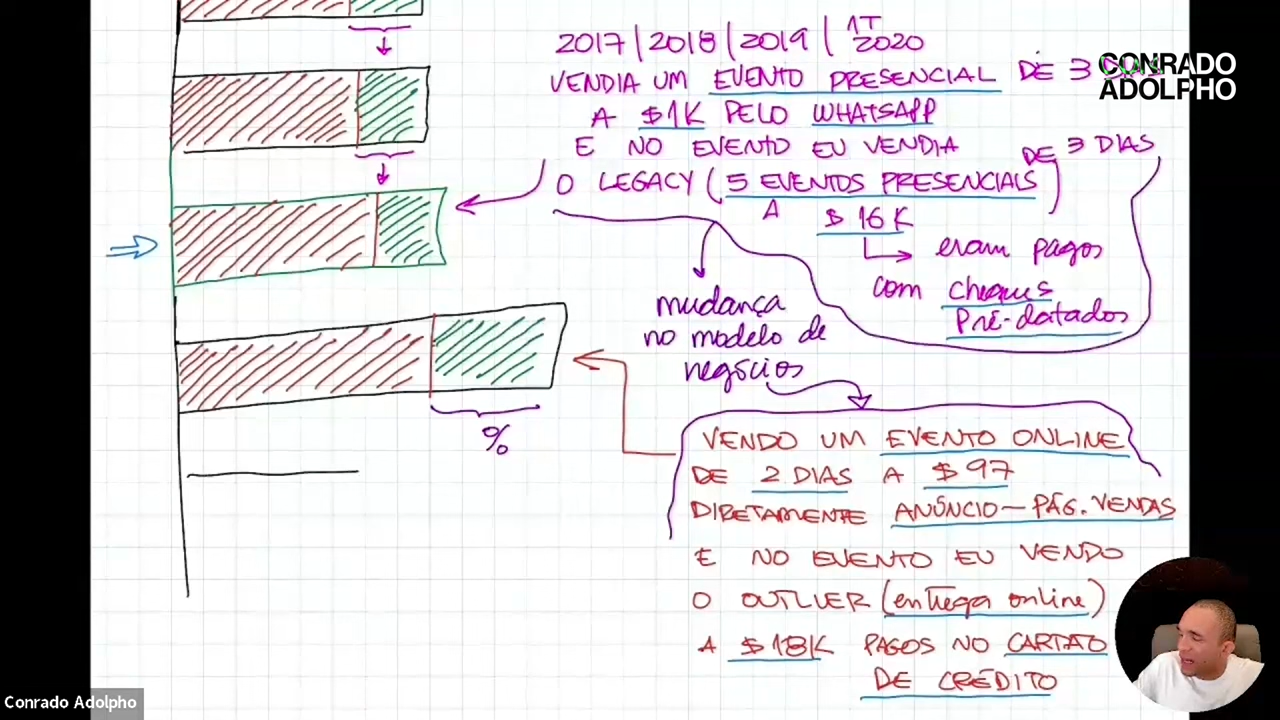 2017 | 2018 | 2019 | 1T 2020
VENDIA UM EVENTO PRESENCIAL DE 3 DIAS
A $1K PELO WHATSAPP
E NO EVENTO EU VENDIA
O LEGACY (5 EVENTOS PRESENCIAIS DE 3 DIAS)
A $16K
eram pagos
com cheques
Pré-datados
mudança
no modelo de
negócios
%
VENDO UM EVENTO ONLINE
DE 2 DIAS A $97
DIRETAMENTE ANÚNCIO - PÁG. VENDAS
E NO EVENTO EU VENDO
O OUTLIER (entrega online)
A $18K PAGOS NO CARTÃO
DE CRÉDITO
CONRADO
ADOLPHO
Conrado Adolpho